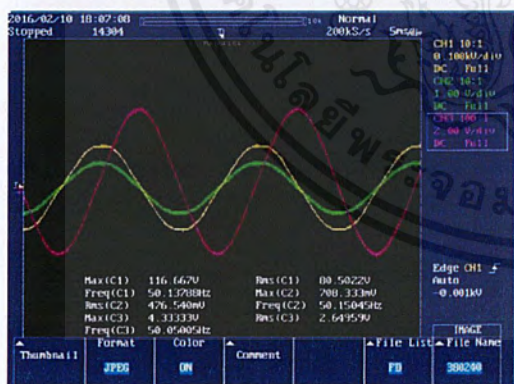 2016/02/10 18:07:08
Normal
Stopped 14304 200kS/s 5ms/div
CH1 10:1
0.100kV/div
DC Full
CH2 10:1
1.00 V/div
DC Full
CH3 100:1
2.00 V/div
DC Full
Max(C1) 116.667V Rms(C1) 80.5022V
Freq(C1) 50.13788Hz Max(C2) 708.333mV
Rms(C2) 476.540mV Freq(C2) 50.15045Hz
Max(C3) 4.33333V Rms(C3) 2.64959V
Freq(C3) 50.05005Hz
Edge CH1
Auto
-0.001kV
IMAGE
Thumbnail Format Color Comment File List File Name
JPEG ON FD 380240